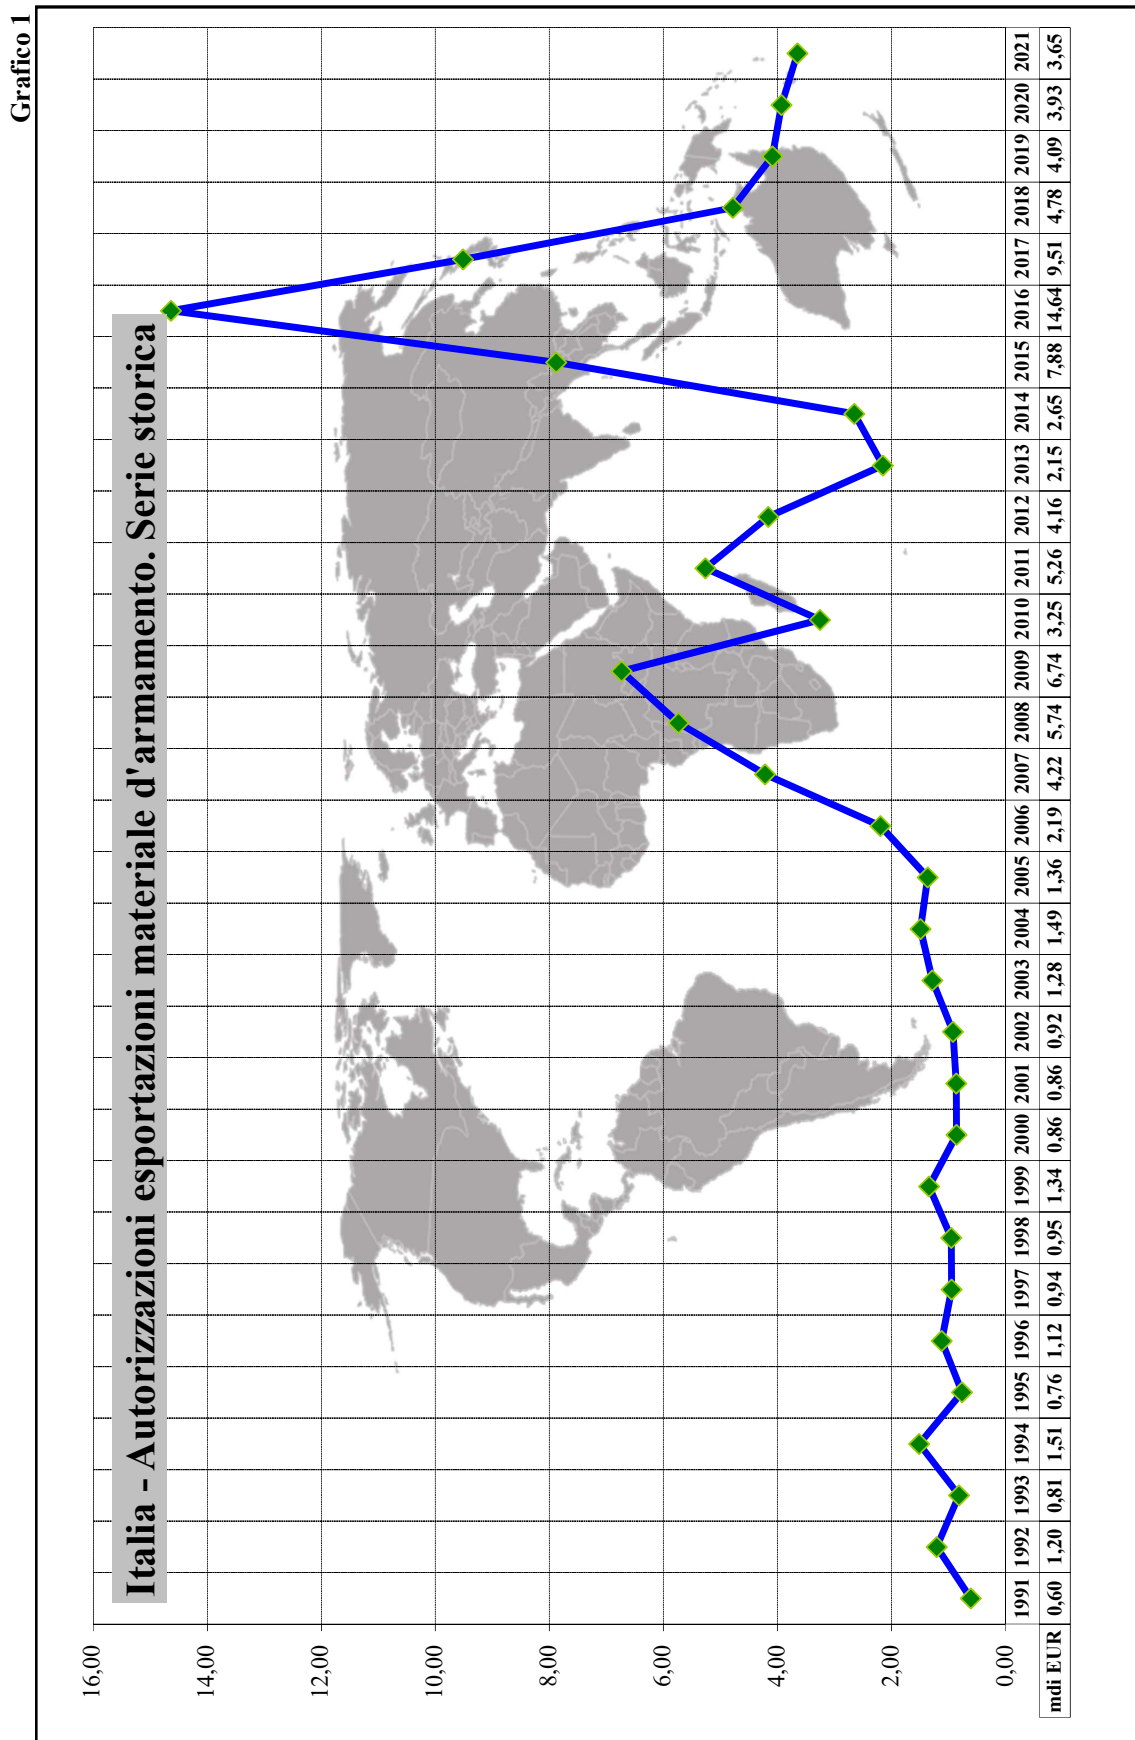 Grafico 1
Italia - Autorizzazioni esportazioni materiale d'armamento. Serie storica
16,00
14,00
12,00
10,00
8,00
6,00
4,00
2,00
0,00
1991 1992 1993 1994 1995 1996 1997 1998 1999 2000 2001 2002 2003 2004 2005 2006 2007 2008 2009 2010 2011 2012 2013 2014 2015 2016 2017 2018 2019 2020 2021
mdi EUR 0,60 1,20 0,81 1,51 0,76 1,12 0,94 0,95 1,34 0,86 0,86 0,92 1,28 1,49 1,36 2,19 4,22 5,74 6,74 3,25 5,26 4,16 2,15 2,65 7,88 14,64 9,51 4,78 4,09 3,93 3,65